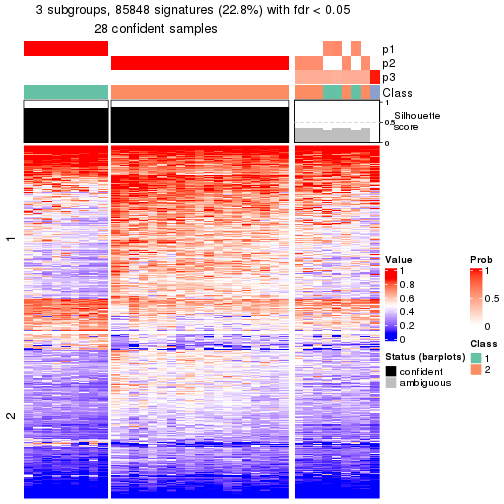 3 subgroups, 85848 signatures (22.8%) with fdr < 0.05
28 confident samples
p1
p2
p3
Class
1
0.5
0
Silhouette
score
1
2
Value
1
0.8
0.6
0.4
0.2
0
Status (barplots)
confident
ambiguous
Prob
1
0.5
0
Class
1
2